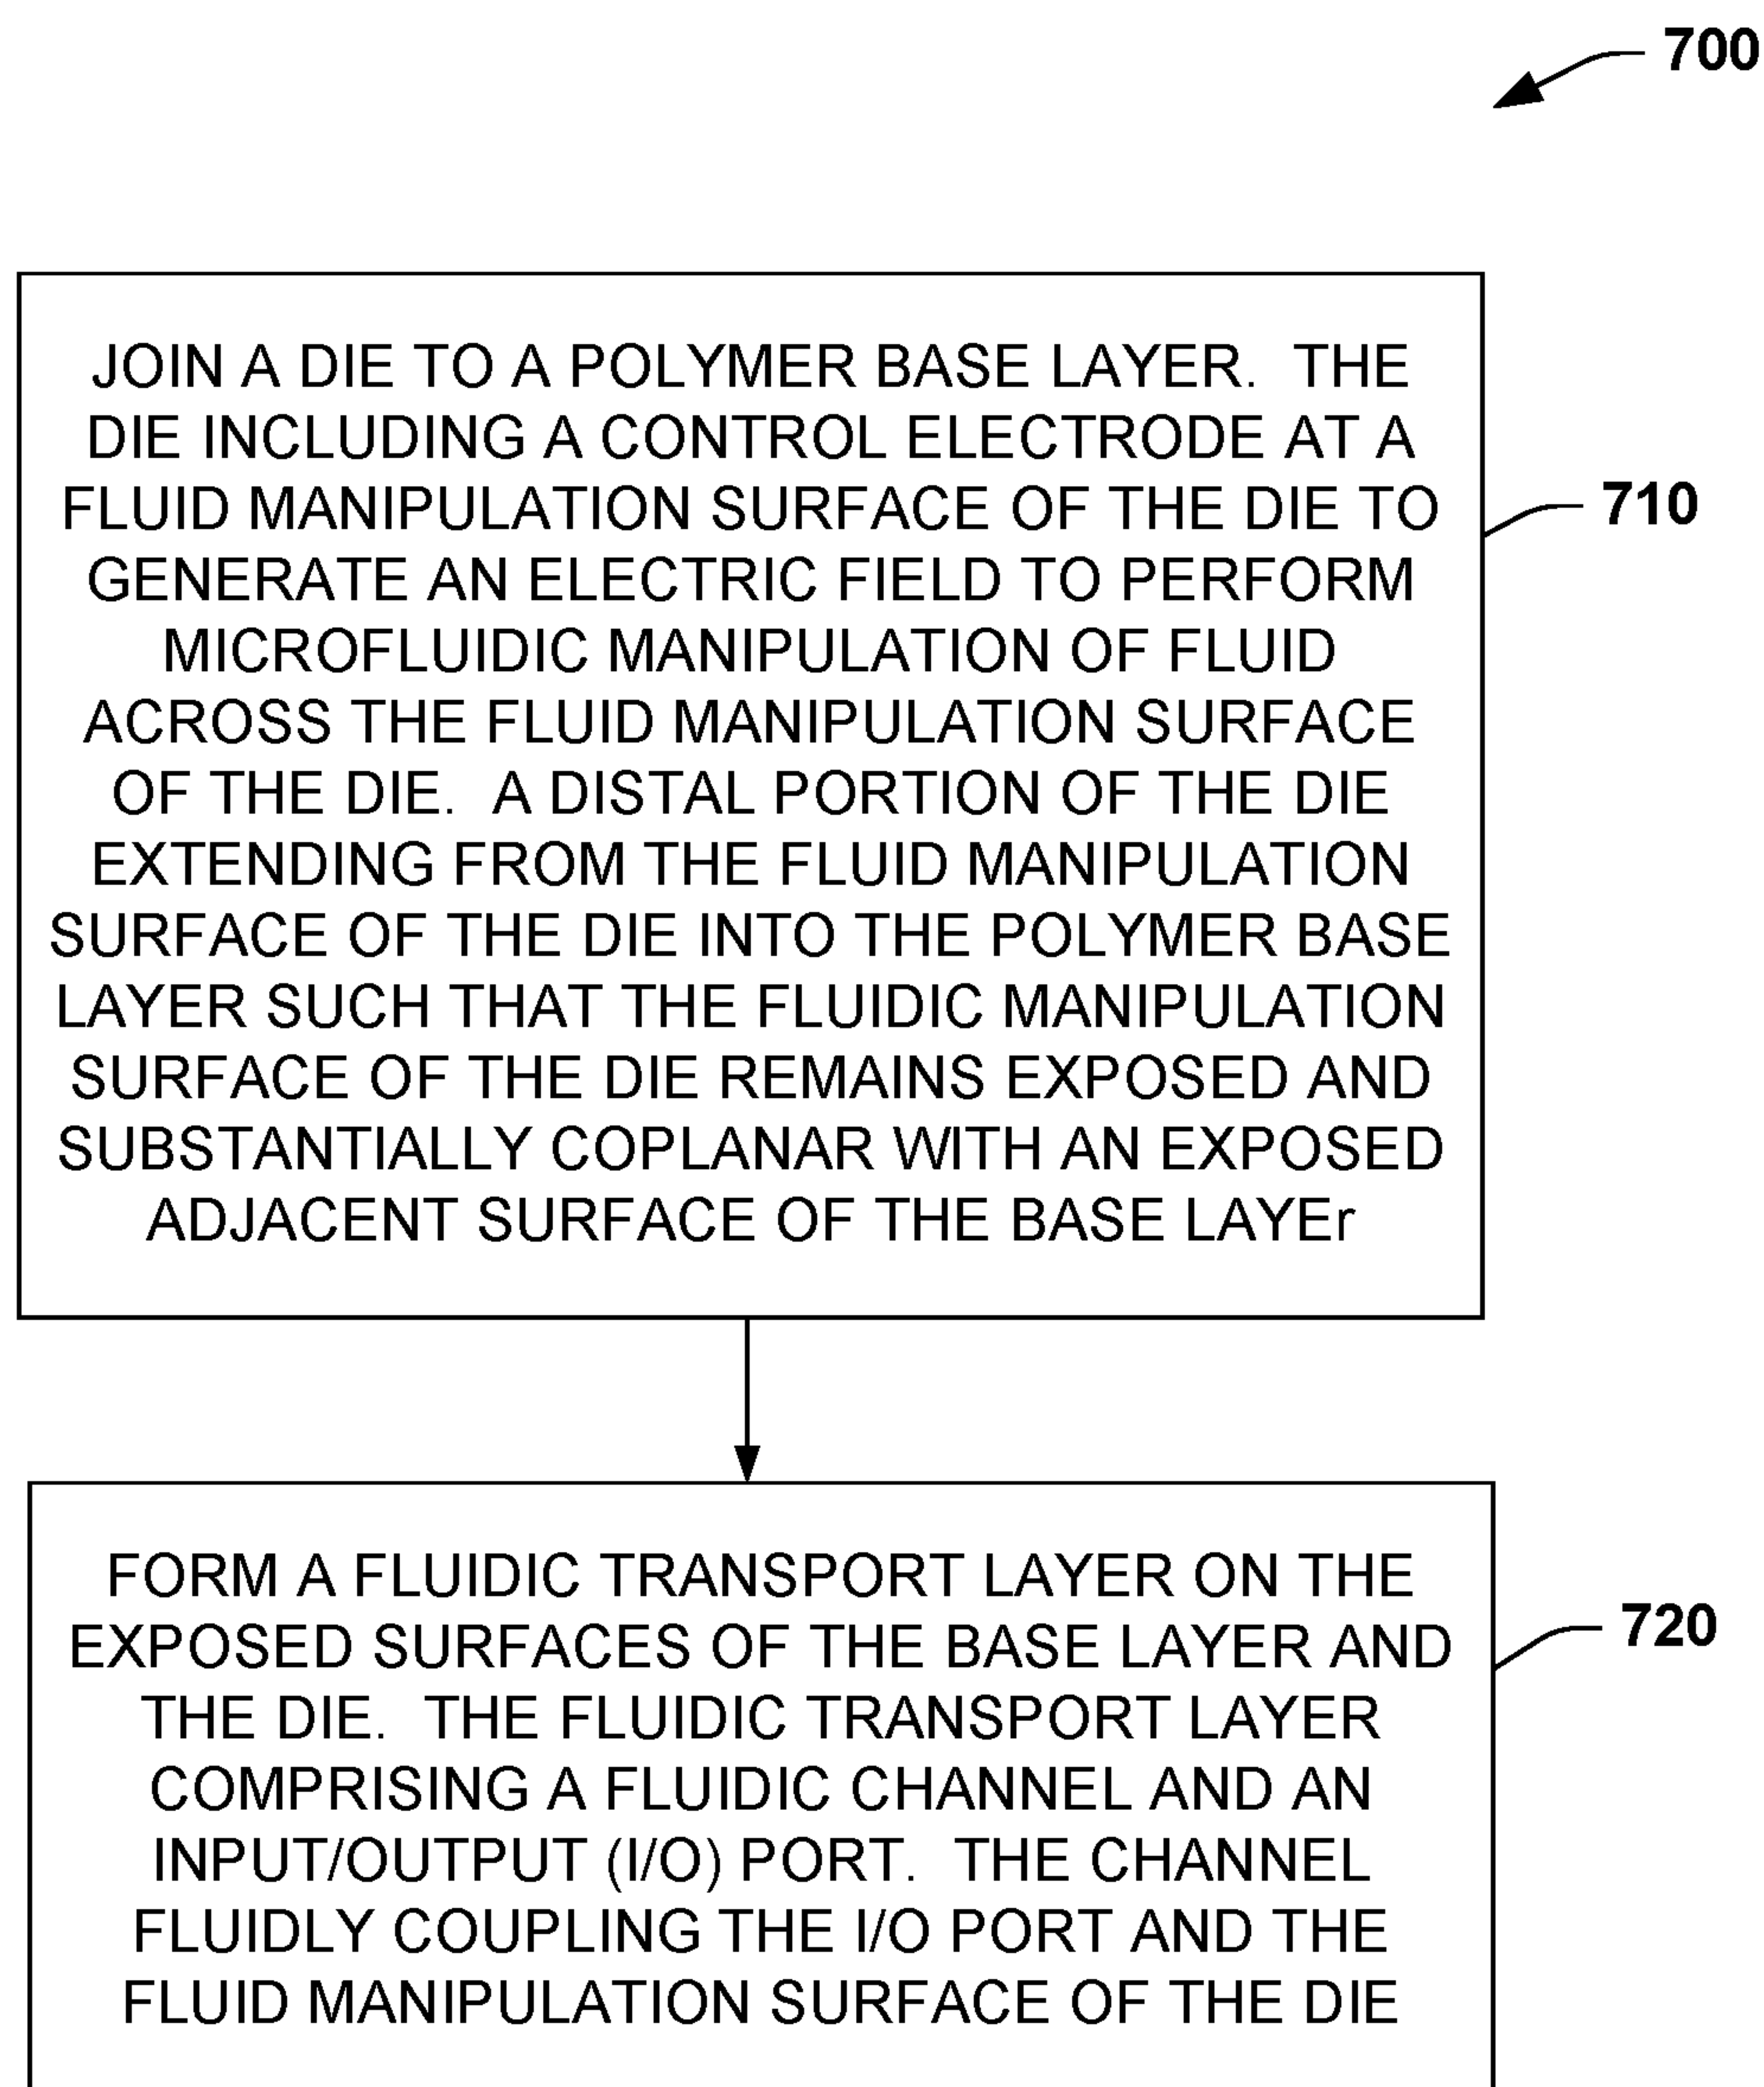 700
JOIN A DIE TO A POLYMER BASE LAYER. THE
DIE INCLUDING A CONTROL ELECTRODE AT A
FLUID MANIPULATION SURFACE OF THE DIE TO
GENERATE AN ELECTRIC FIELD TO PERFORM
MICROFLUIDIC MANIPULATION OF FLUID
ACROSS THE FLUID MANIPULATION SURFACE
OF THE DIE. A DISTAL PORTION OF THE DIE
EXTENDING FROM THE FLUID MANIPULATION
SURFACE OF THE DIE INTO THE POLYMER BASE
LAYER SUCH THAT THE FLUIDIC MANIPULATION
SURFACE OF THE DIE REMAINS EXPOSED AND
SUBSTANTIALLY COPLANAR WITH AN EXPOSED
ADJACENT SURFACE OF THE BASE LAYEr
710
FORM A FLUIDIC TRANSPORT LAYER ON THE
EXPOSED SURFACES OF THE BASE LAYER AND
THE DIE. THE FLUIDIC TRANSPORT LAYER
COMPRISING A FLUIDIC CHANNEL AND AN
INPUT/OUTPUT (I/O) PORT. THE CHANNEL
FLUIDLY COUPLING THE I/O PORT AND THE
FLUID MANIPULATION SURFACE OF THE DIE
720